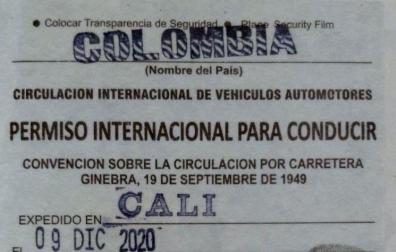 ● Colocar Transparencia de Seguridad ● Place Security Film
COLOMBIA
(Nombre del País)
CIRCULACION INTERNACIONAL DE VEHICULOS AUTOMOTORES
PERMISO INTERNACIONAL PARA CONDUCIR
CONVENCION SOBRE LA CIRCULACION POR CARRETERA
GINEBRA, 19 DE SEPTIEMBRE DE 1949
EXPEDIDO EN CALI
EL 09 DIC 2020